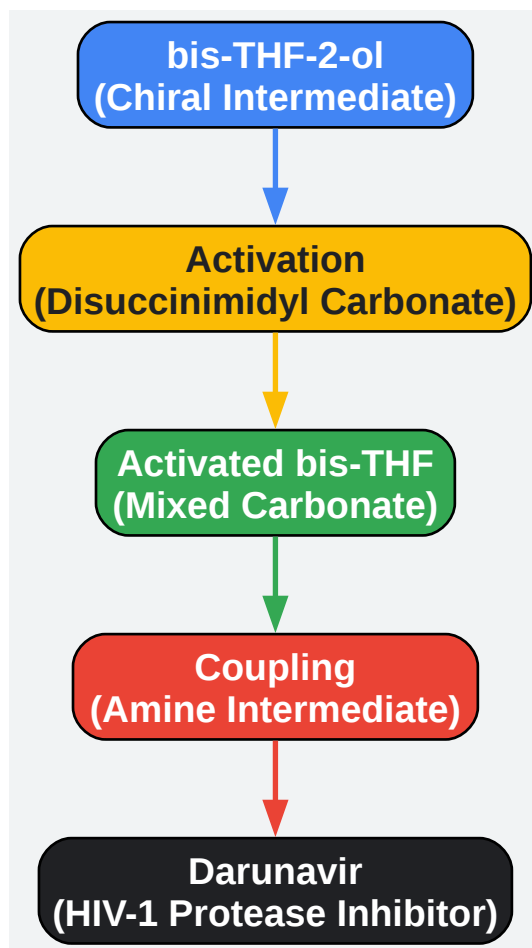 bis-THF-2-ol
(Chiral Intermediate)
Activation
(Disuccinimidyl Carbonate)
Activated bis-THF
(Mixed Carbonate)
Coupling
(Amine Intermediate)
Darunavir
(HIV-1 Protease Inhibitor)